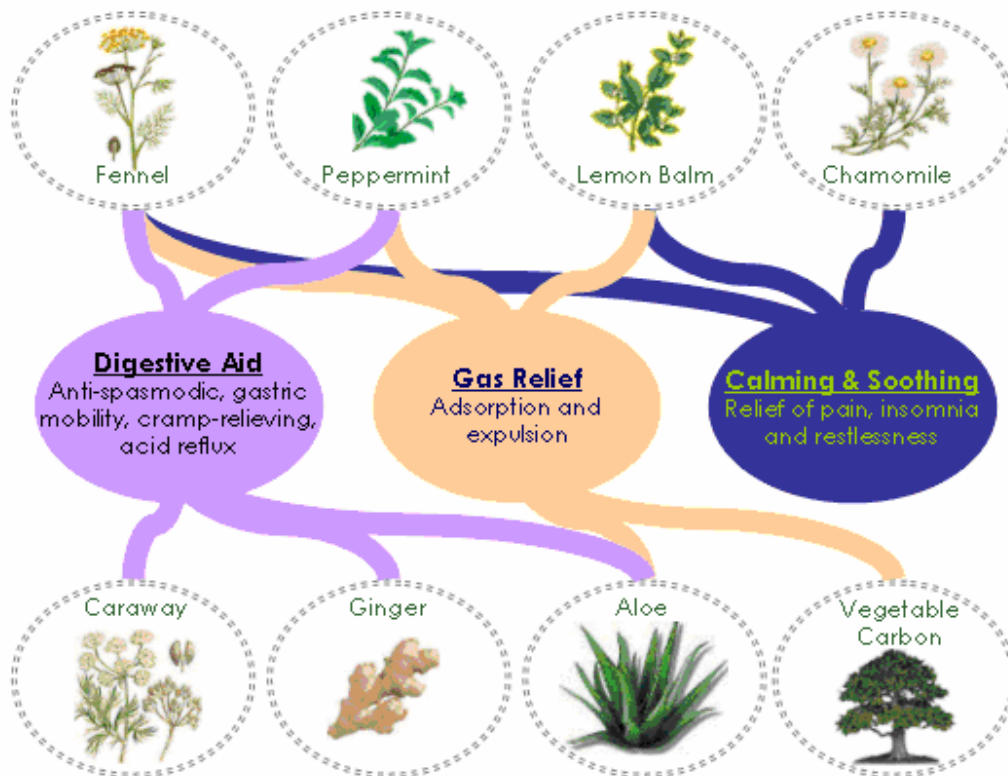 Fennel
Peppermint
Lemon Balm
Chamomile
Digestive Aid
Anti-spasmodic, gastric
mobility, cramp-relieving,
acid reflux
Gas Relief
Adsorption and
expulsion
Calming & Soothing
Relief of pain, insomnia
and restlessness
Caraway
Ginger
Aloe
Vegetable
Carbon